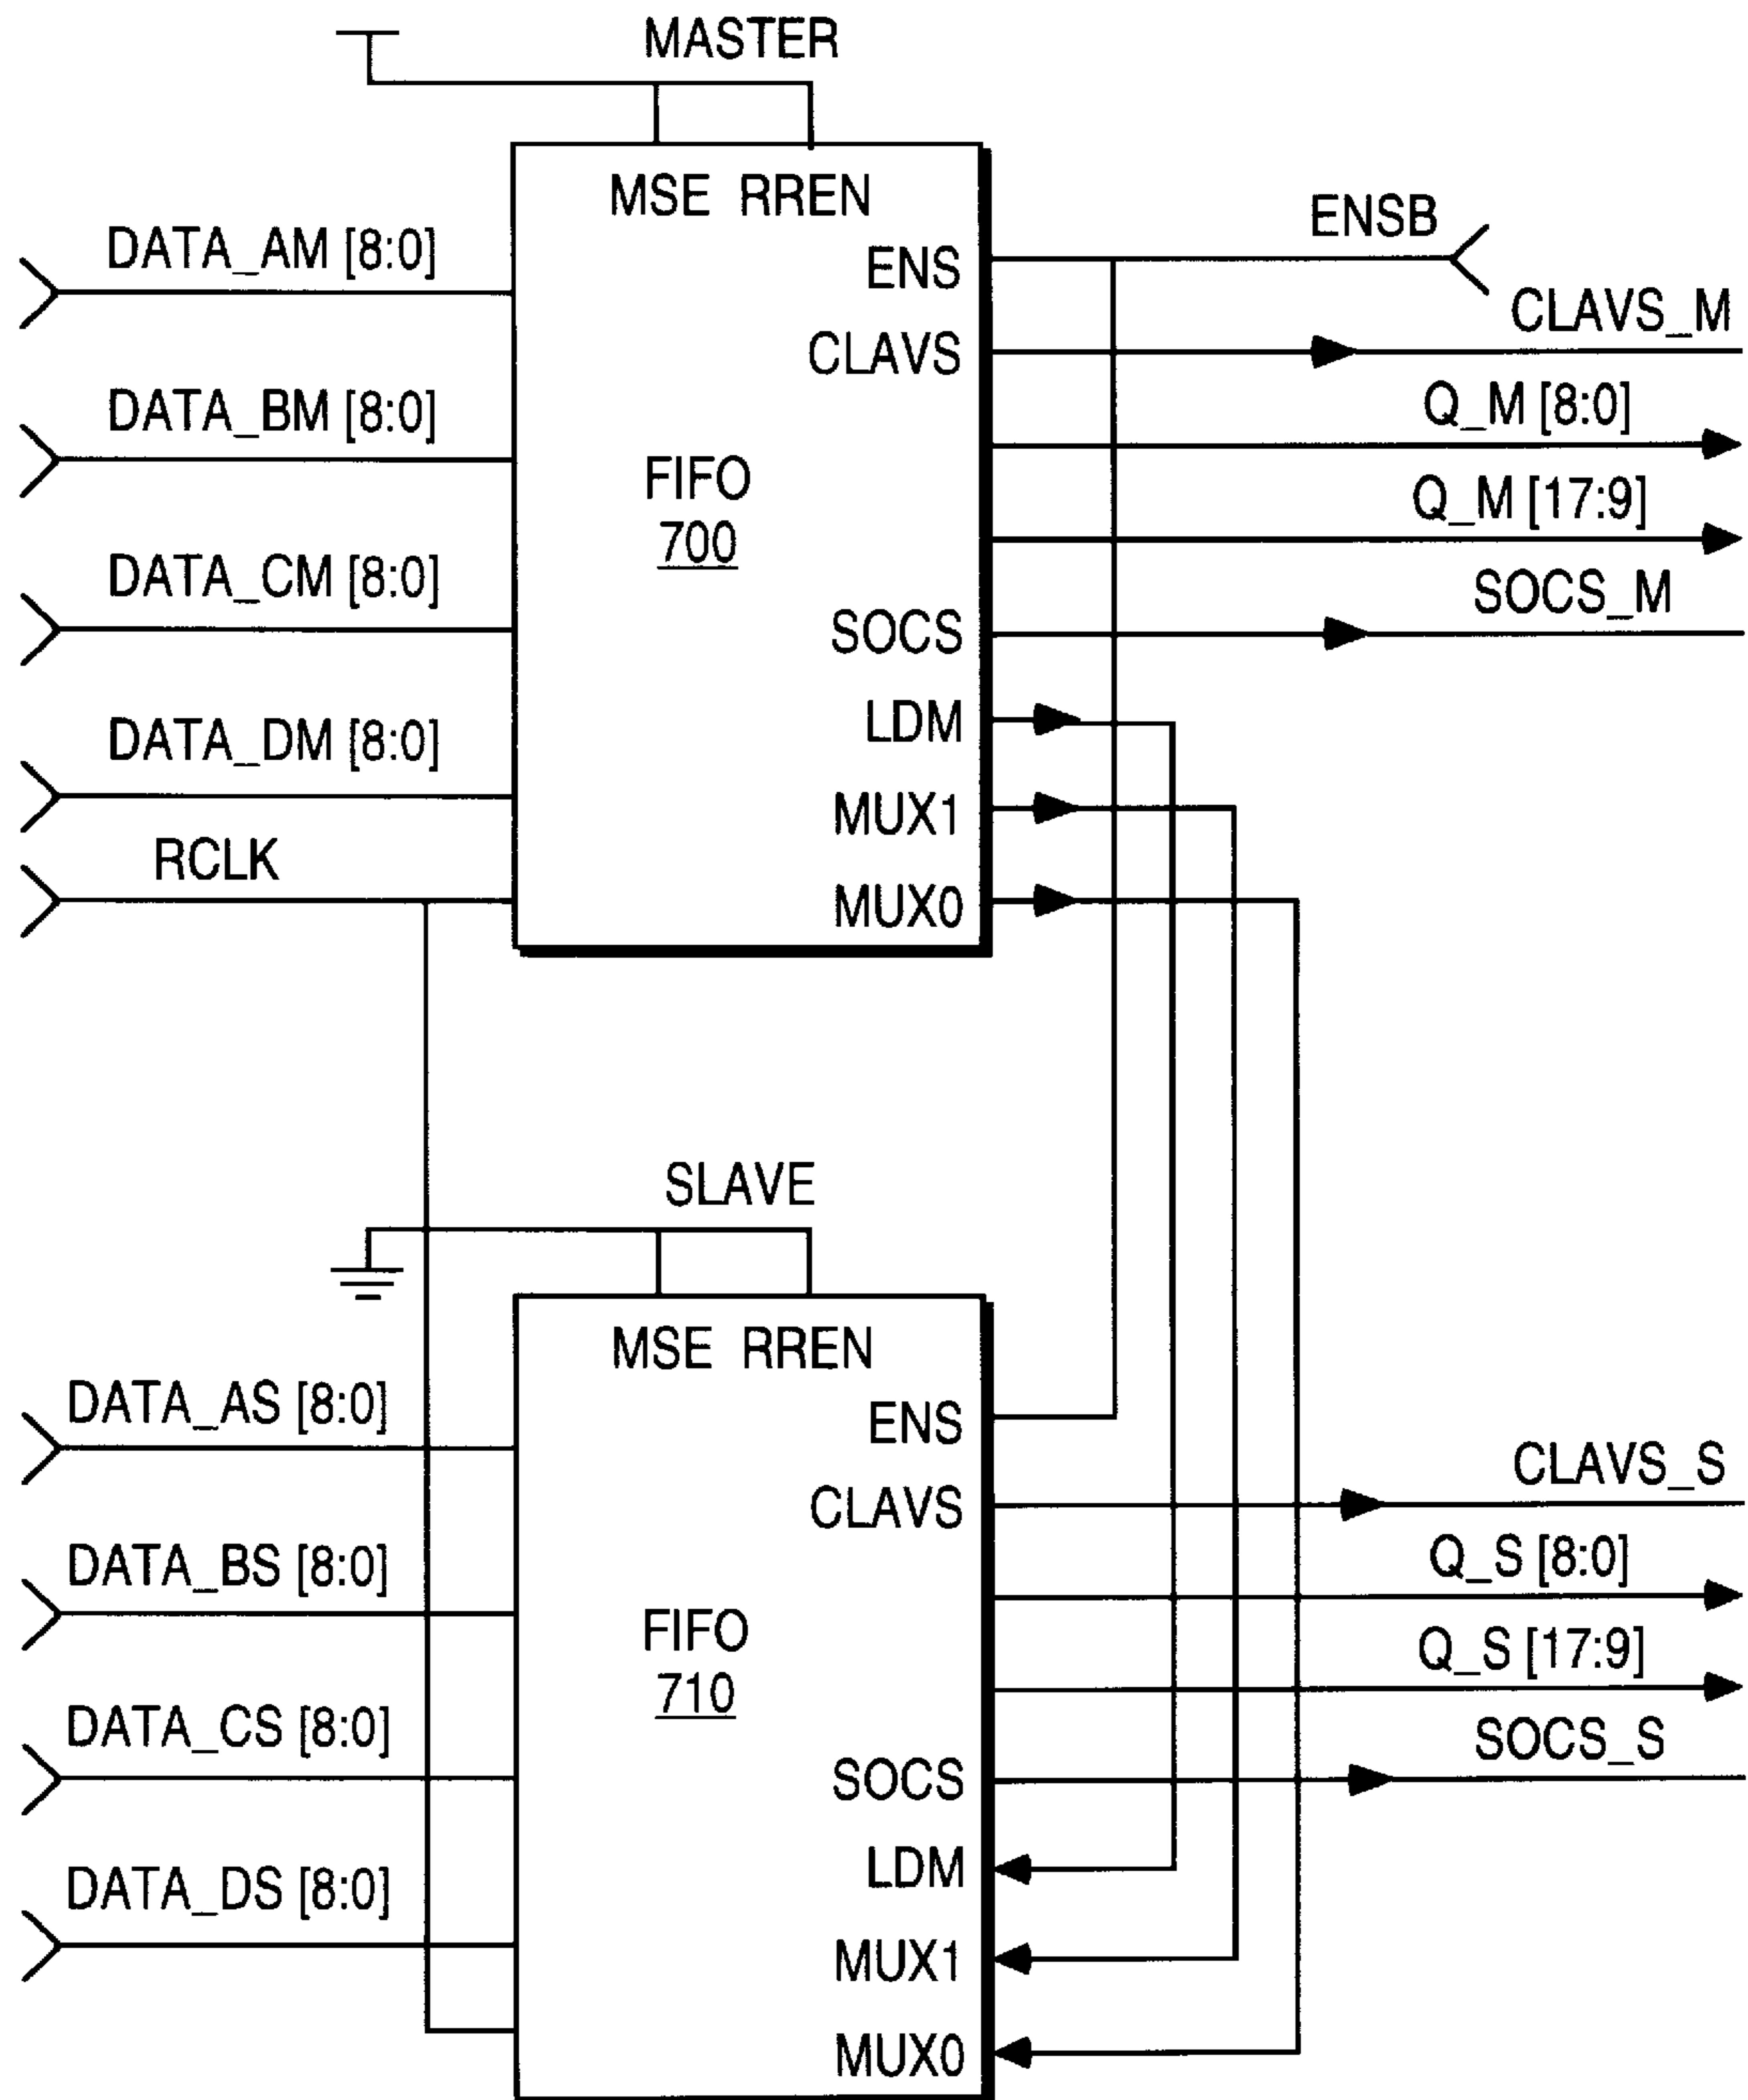 MASTER
MSE RREN
DATA_AM [8:0]
ENS
ENSB
CLAVS
CLAVS_M
DATA_BM [8:0]
Q_M [8:0]
FIFO
700
Q_M [17:9]
DATA_CM [8:0]
SOCS
SOCS_M
LDM
DATA_DM [8:0]
MUX1
RCLK
MUX0
SLAVE
MSE RREN
DATA_AS [8:0]
ENS
CLAVS
CLAVS_S
DATA_BS [8:0]
Q_S [8:0]
FIFO
710
Q_S [17:9]
DATA_CS [8:0]
SOCS
SOCS_S
LDM
DATA_DS [8:0]
MUX1
MUX0